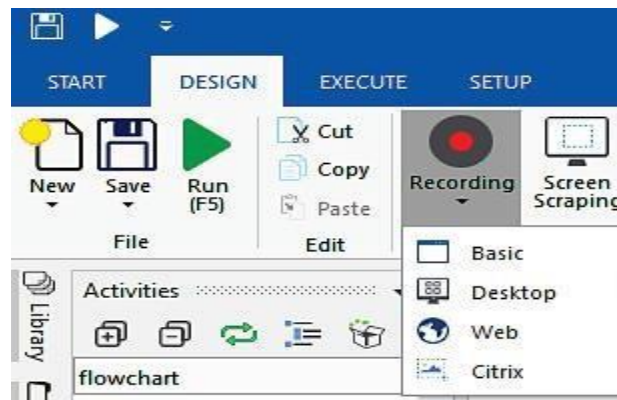 START DESIGN EXECUTE SETUP
New Save Run (F5)
Cut
Copy
Paste
Recording
Screen Scraping
File Edit
Basic
Desktop
Web
Citrix
Library
Activities
flowchart